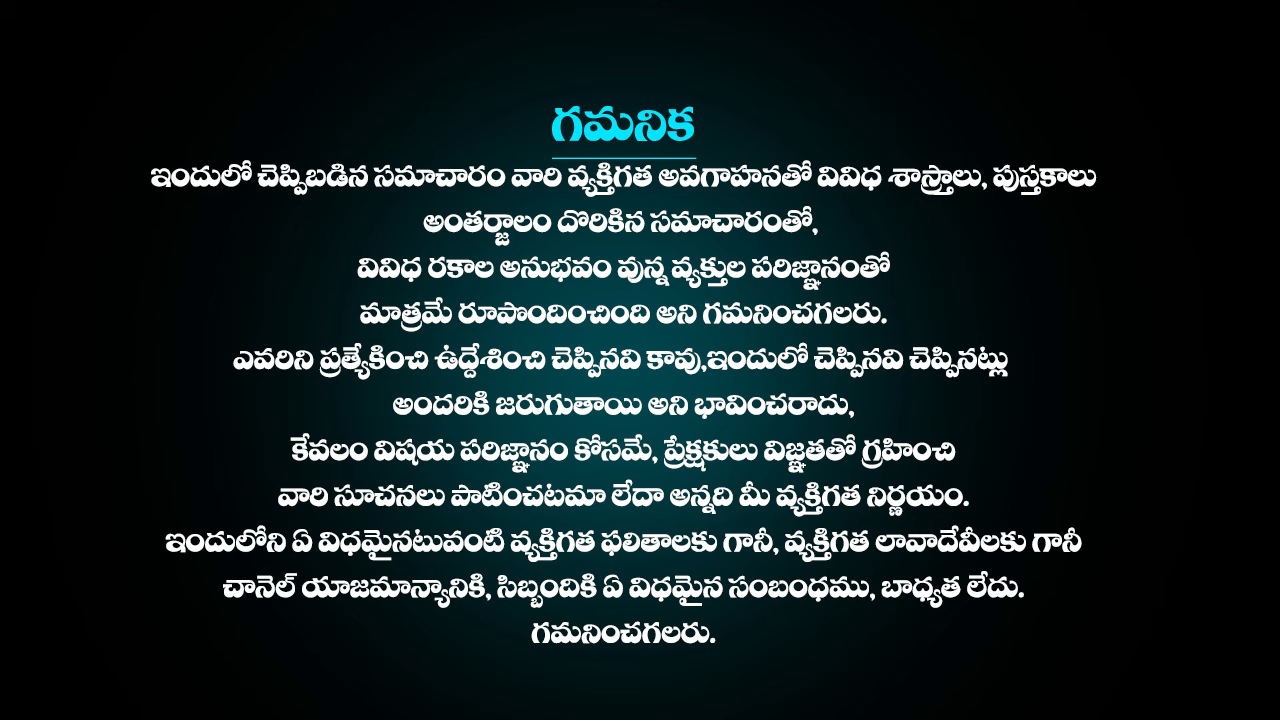 గమనిక
ఇందులో చెప్పిబడిన సమాచారం వారి వ్యక్తిగత అవగాహనతో వివిధ శాస్త్రాలు, పుస్తకాలు
అంతర్జాలం దొరికిన సమాచారంతో,
వివిధ రకాల అనుభవం వున్న వ్యక్తుల పరిజ్ఞానంతో
మాత్రమే రూపొందించింది అని గమనించగలరు.
ఎవరిని ప్రత్యేకించి ఉద్దేశించి చెప్పినవి కావు,ఇందులో చెప్పినవి చెప్పినట్లు
అందరికి జరుగుతాయి అని భావించరాదు,
కేవలం విషయ పరిజ్ఞానం కోసమే, ప్రేక్షకులు విజ్ఞతతో గ్రహించి
వారి సూచనలు పాటించటమా లేదా అన్నది మీ వ్యక్తిగత నిర్ణయం.
ఇందులోని ఏ విధమైనటువంటి వ్యక్తిగత ఫలితాలకు గానీ, వ్యక్తిగత లావాదేవీలకు గానీ
చానెల్ యాజమాన్యానికి, సిబ్బందికి ఏ విధమైన సంబంధము, బాధ్యత లేదు.
గమనించగలరు.